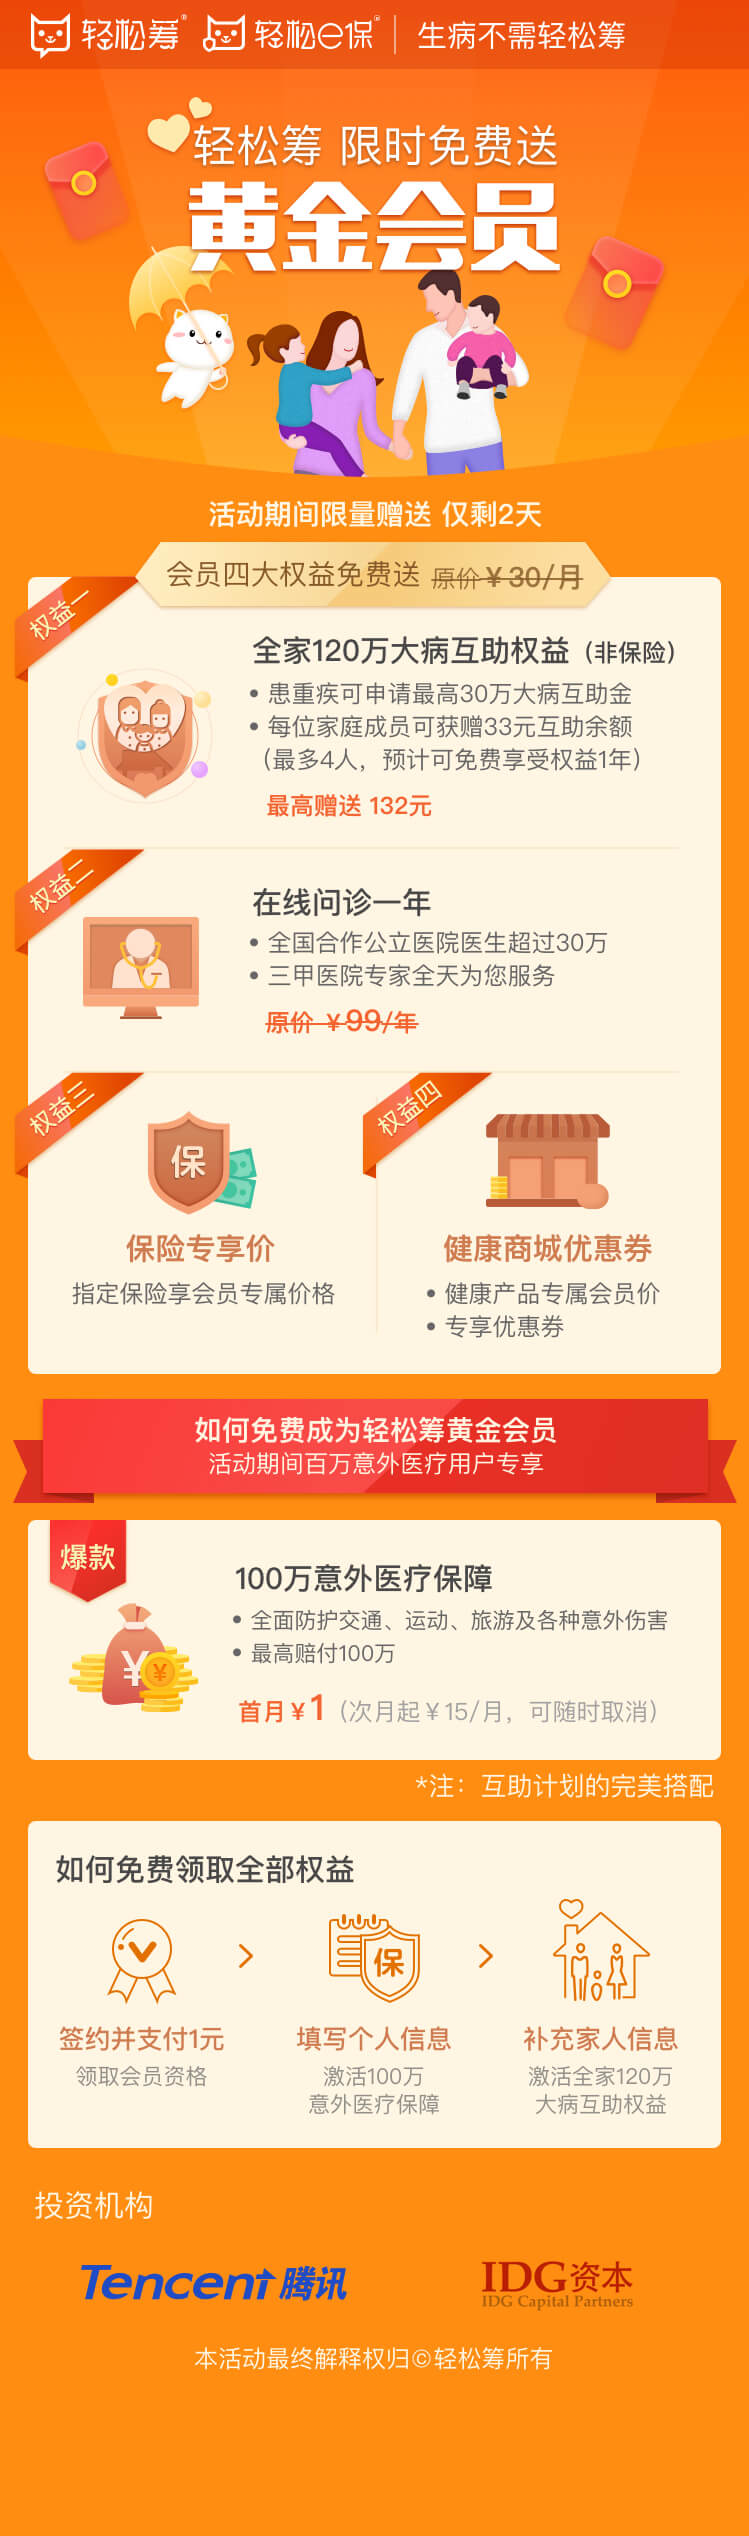 轻松筹® 轻松e保® 生病不需轻松筹
轻松筹 限时免费送
黄金会员
活动期间限量赠送 仅剩2天
会员四大权益免费送 原价¥30/月
权益一
全家120万大病互助权益（非保险）
• 患重疾可申请最高30万大病互助金
• 每位家庭成员可获赠33元互助余额
（最多4人，预计可免费享受权益1年）
最高赠送 132元
权益二
在线问诊一年
• 全国合作公立医院医生超过30万
• 三甲医院专家全天为您服务
原价 ¥99/年
权益三
保
保险专享价
指定保险享会员专属价格
权益四
健康商城优惠券
• 健康产品专属会员价
• 专享优惠券
如何免费成为轻松筹黄金会员
活动期间百万意外医疗用户专享
爆款
¥
¥
100万意外医疗保障
• 全面防护交通、运动、旅游及各种意外伤害
• 最高赔付100万
首月¥1（次月起¥15/月，可随时取消）
*注：互助计划的完美搭配
如何免费领取全部权益
签约并支付1元
领取会员资格
保
填写个人信息
激活100万
意外医疗保障
补充家人信息
激活全家120万
大病互助权益
投资机构
Tencent 腾讯
IDG资本
IDG Capital Partners
本活动最终解释权归©轻松筹所有